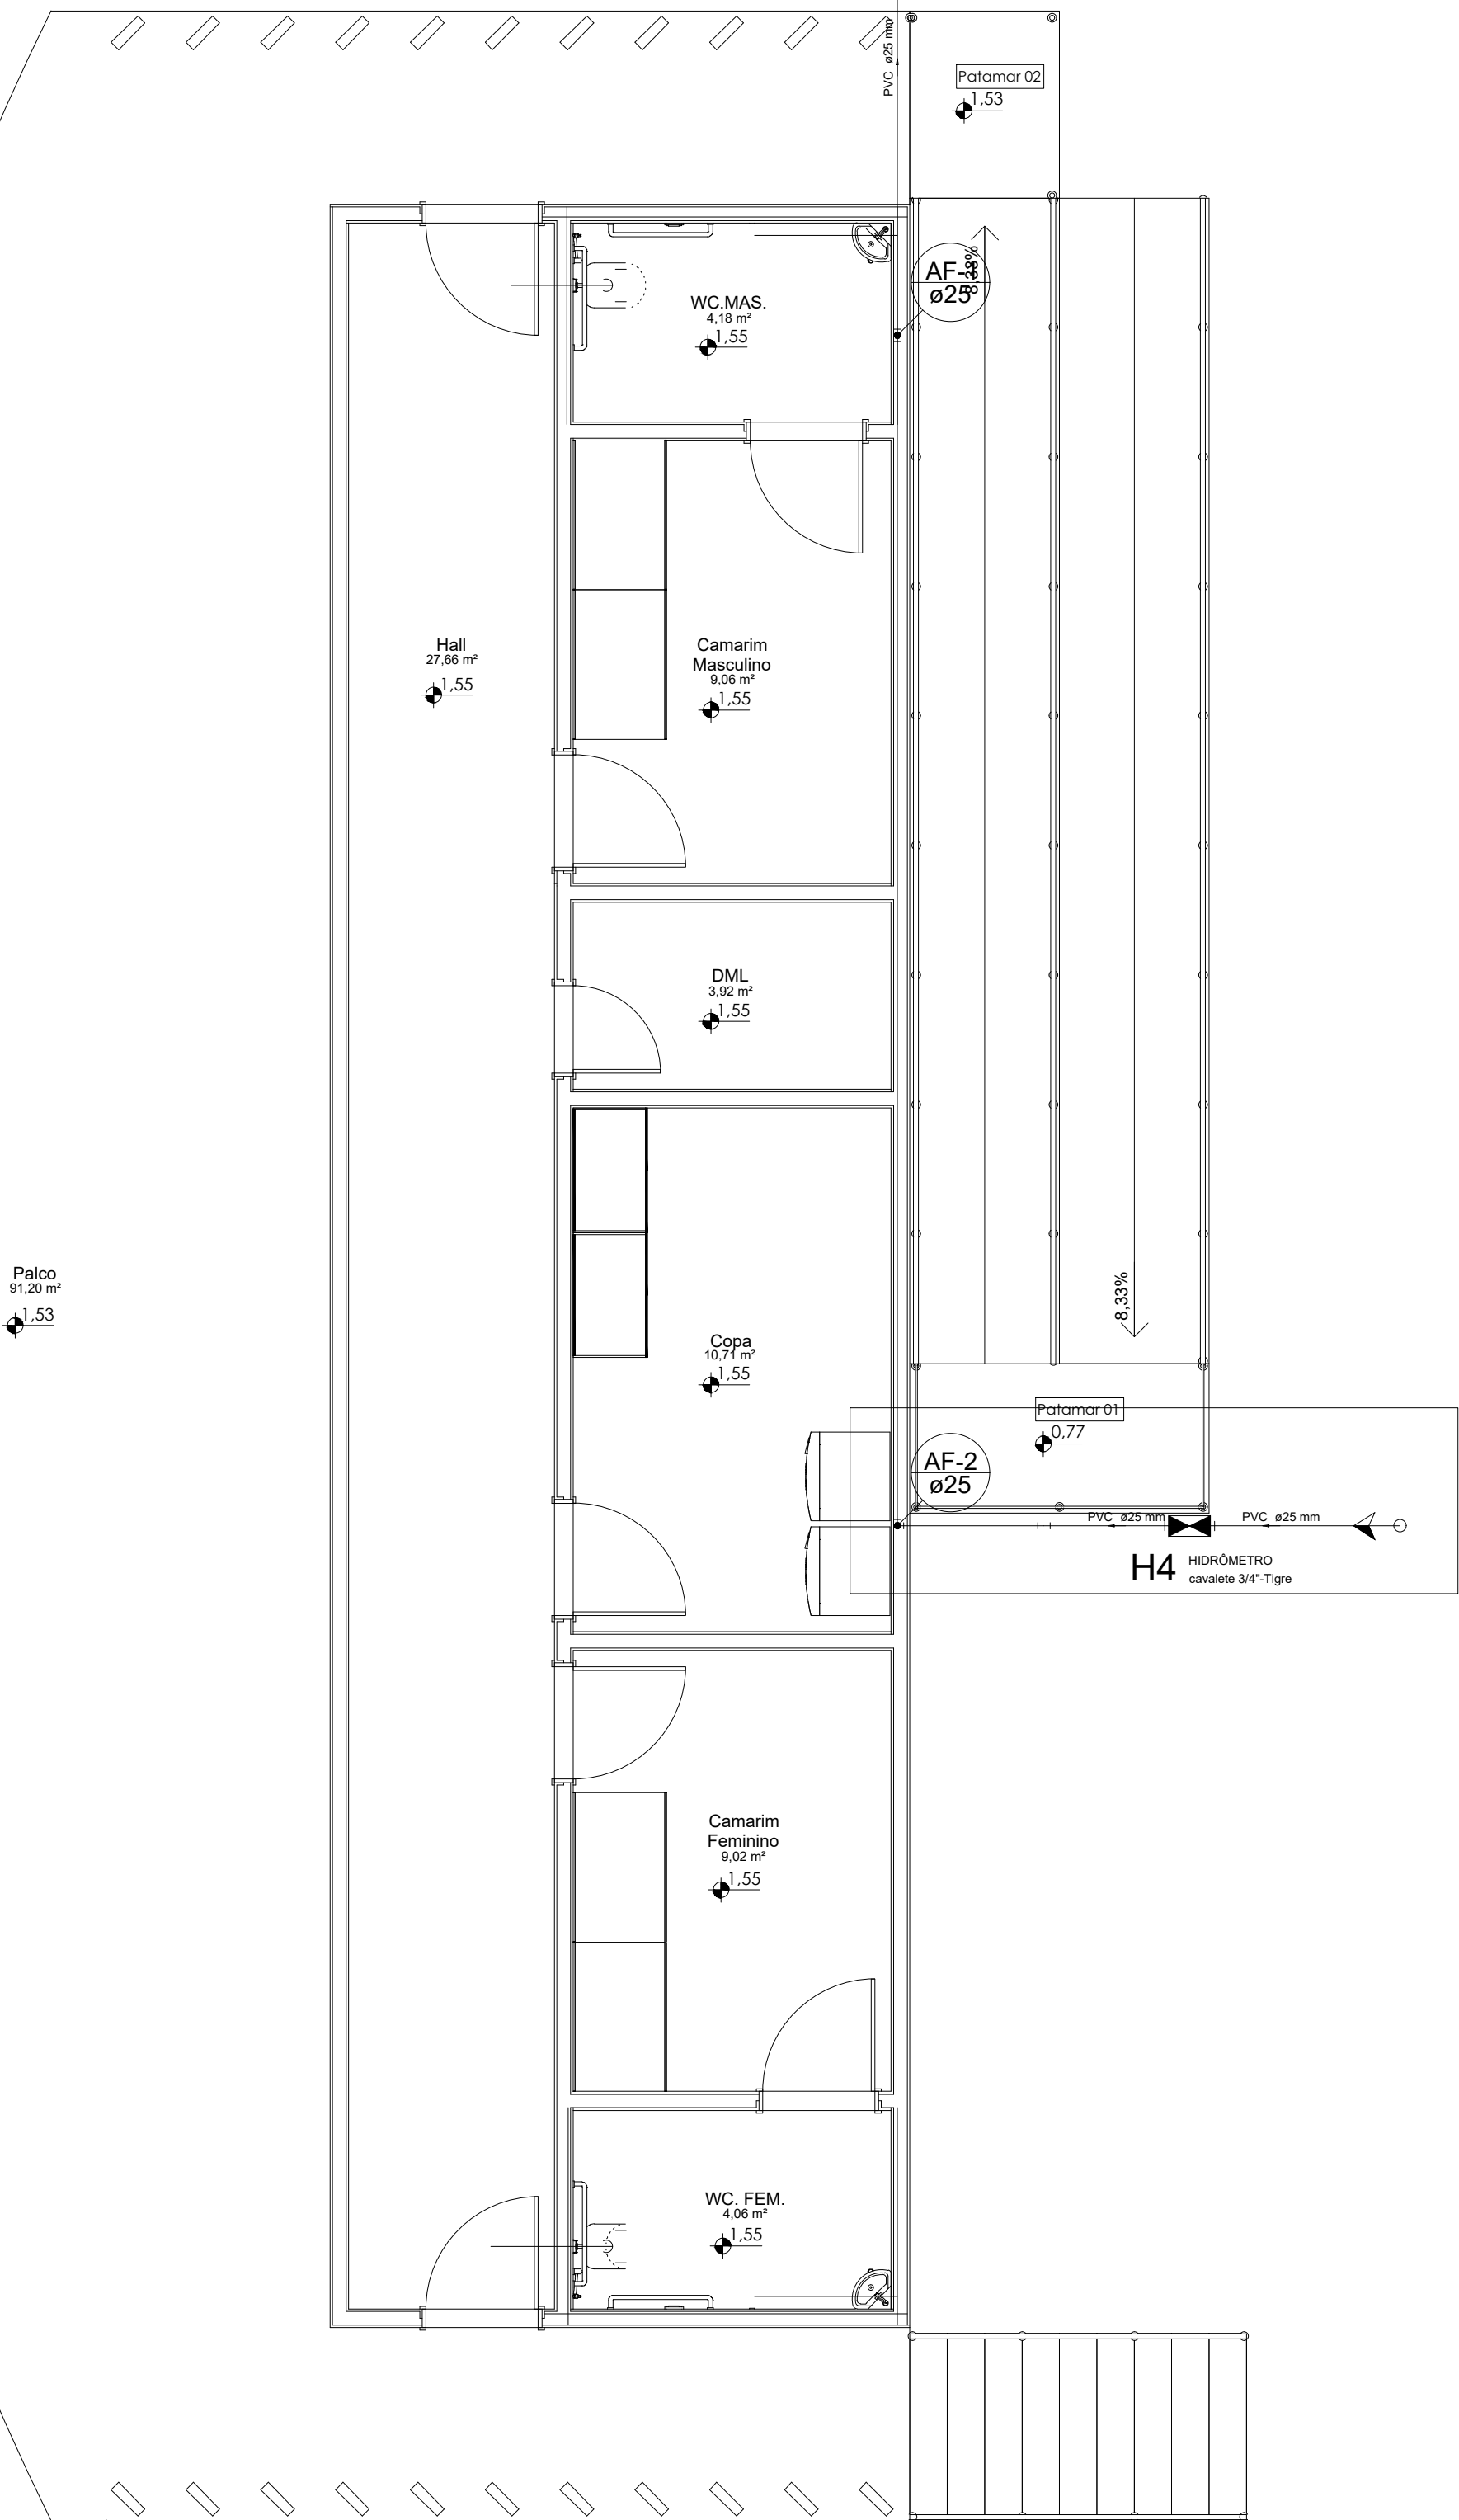 PVC ø25 mm
Patamar 02
1,53
AF-1
ø25
8,33%
WC.MAS.
4,18 m²
1,55
Hall
27,66 m²
1,55
Camarim
Masculino
9,06 m²
1,55
DML
3,92 m²
1,55
Palco
91,20 m²
1,53
8,33%
Copa
10,71 m²
1,55
Patamar 01
0,77
AF-2
ø25
PVC ø25 mm
PVC ø25 mm
H4
HIDRÔMETRO
cavalete 3/4"-Tigre
Camarim
Feminino
9,02 m²
1,55
WC. FEM.
4,06 m²
1,55